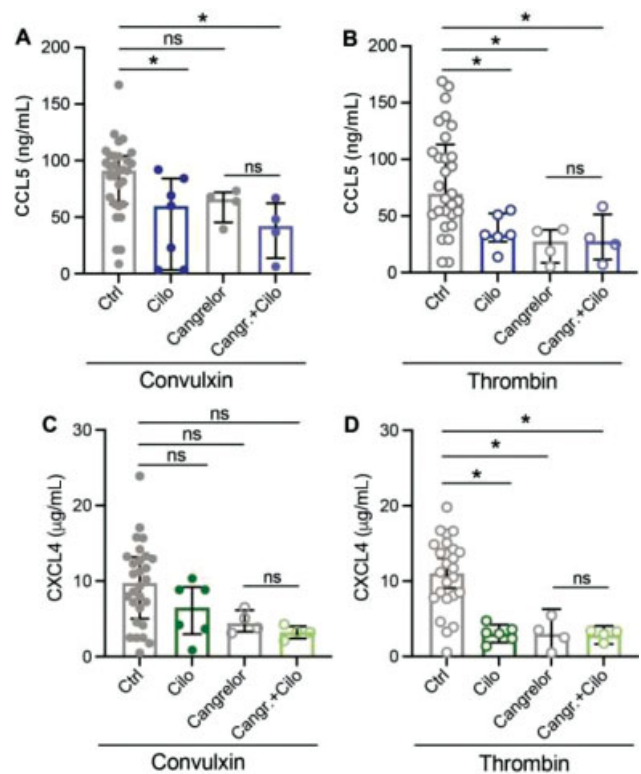 A
*
ns
*
ns
CCL5 (ng/mL)
200
150
100
50
0
Ctrl
Cilo
Cangrelor
Cangr.+Cilo
Convulxin
B
*
*
*
ns
CCL5 (ng/mL)
200
150
100
50
0
Ctrl
Cilo
Cangrelor
Cangr.+Cilo
Thrombin
C
ns
ns
ns
ns
CXCL4 (µg/mL)
30
20
10
0
Ctrl
Cilo
Cangrelor
Cangr.+Cilo
Convulxin
D
*
*
*
ns
CXCL4 (µg/mL)
30
20
10
0
Ctrl
Cilo
Cangrelor
Cangr.+Cilo
Thrombin